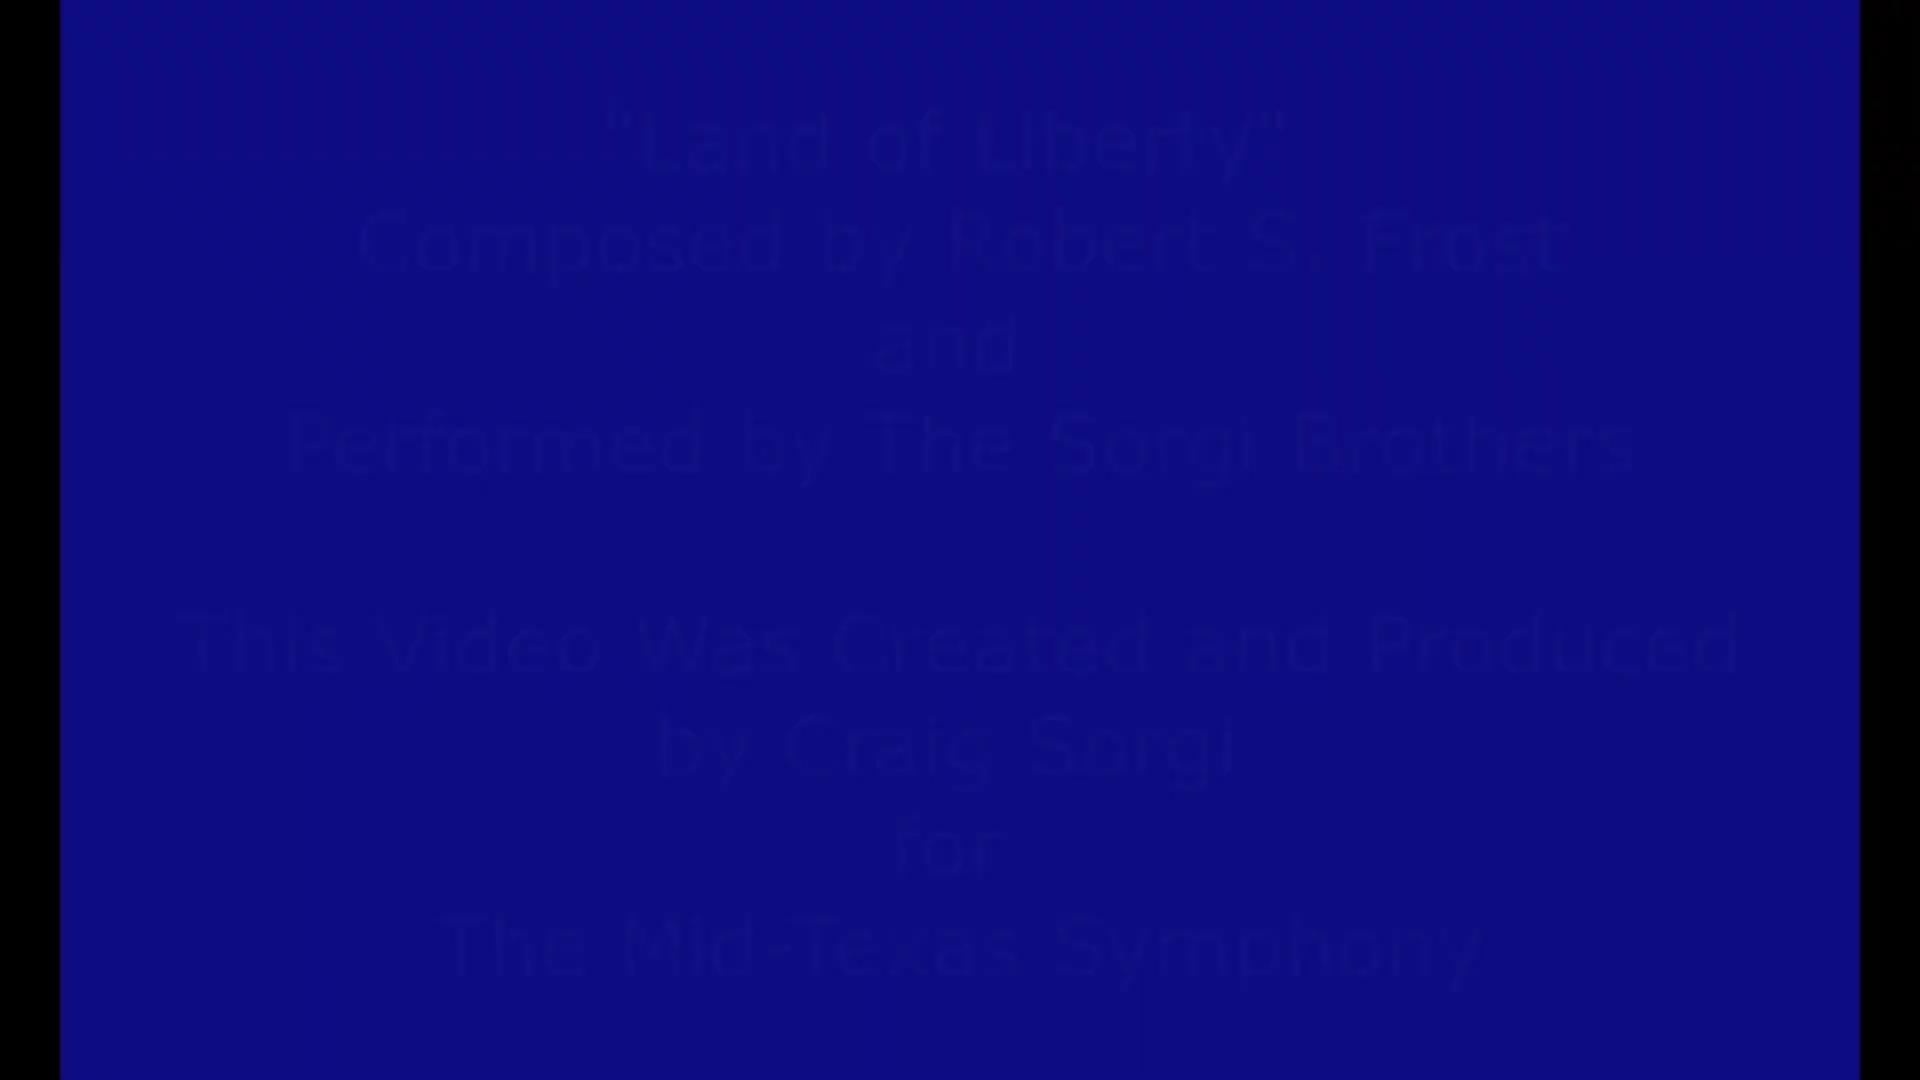 "Land of Liberty"
Composed by Robert S. Frost
and
Performed by The Sorgi Brothers
This Video Was Created and Produced
by Craig Sorgi
for
The Mid-Texas Symphony